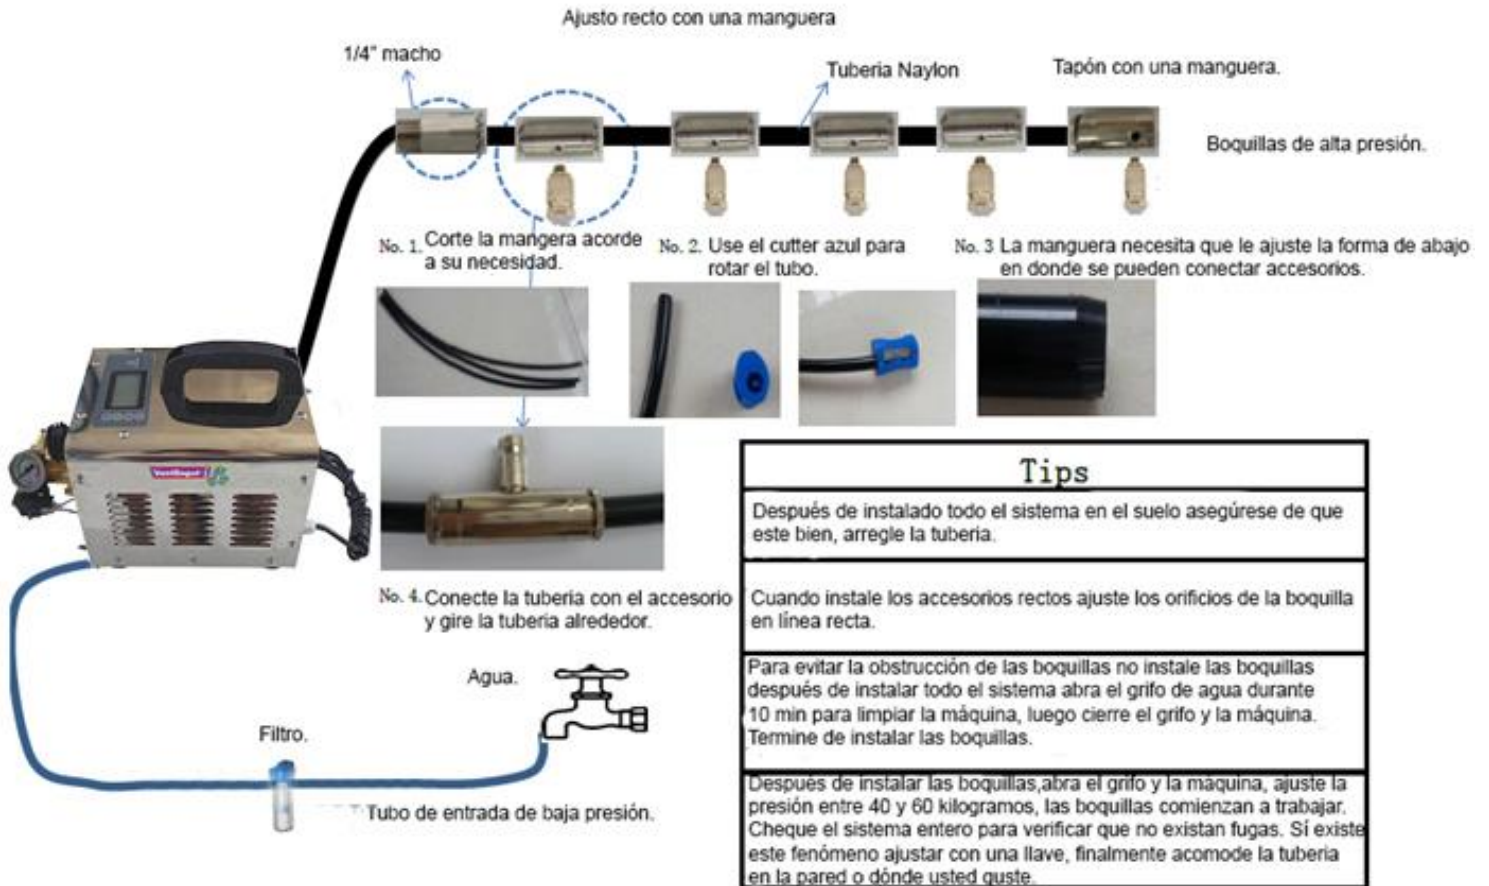 Ajusto recto con una manguera
1/4" macho
Tuberia Naylon
Tapón con una manguera.
Boquillas de alta presión.
No. 1. Corte la mangera acorde
a su necesidad.
No. 2. Use el cutter azul para
rotar el tubo.
No. 3 La manguera necesita que le ajuste la forma de abajo
en donde se pueden conectar accesorios.
No. 4. Conecte la tuberia con el accesorio
y gire la tuberia alrededor.
Agua.
Filtro.
Tubo de entrada de baja presión.
Tips
Después de instalado todo el sistema en el suelo asegúrese de que
este bien, arregle la tuberia.
Cuando instale los accesorios rectos ajuste los orificios de la boquilla
en línea recta.
Para evitar la obstrucción de las boquillas no instale las boquillas
después de instalar todo el sistema abra el grifo de agua durante
10 min para limpiar la máquina, luego cierre el grifo y la máquina.
Termine de instalar las boquillas.
Después de instalar las boquillas,abra el grifo y la máquina, ajuste la
presión entre 40 y 60 kilogramos, las boquillas comienzan a trabajar.
Cheque el sistema entero para verificar que no existan fugas. Sí existe
este fenómeno ajustar con una llave, finalmente acomode la tuberia
en la pared o dónde usted guste.